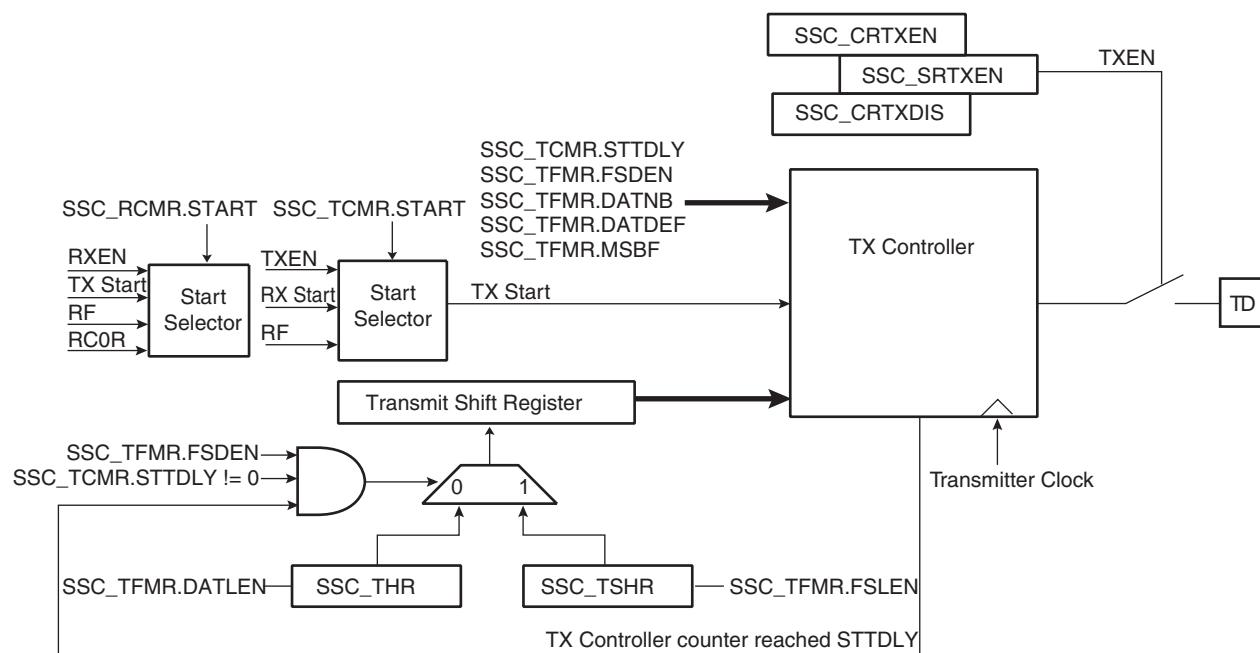 SSC_CRTXEN
SSC_SRTXEN
SSC_CRTXDIS
TXEN
SSC_TCMR.STTDLY
SSC_TFMR.FSDEN
SSC_TFMR.DATNB
SSC_TFMR.DATDEF
SSC_TFMR.MSBF
SSC_RCMR.START
SSC_TCMR.START
RXEN
TX Start
RF
RC0R
Start
Selector
TXEN
RX Start
RF
Start
Selector
TX Start
TX Controller
TD
Transmit Shift Register
Transmitter Clock
SSC_TFMR.FSDEN
SSC_TCMR.STTDLY != 0
0
1
SSC_TFMR.DATLEN
SSC_THR
SSC_TSHR
SSC_TFMR.FSLEN
TX Controller counter reached STTDLY